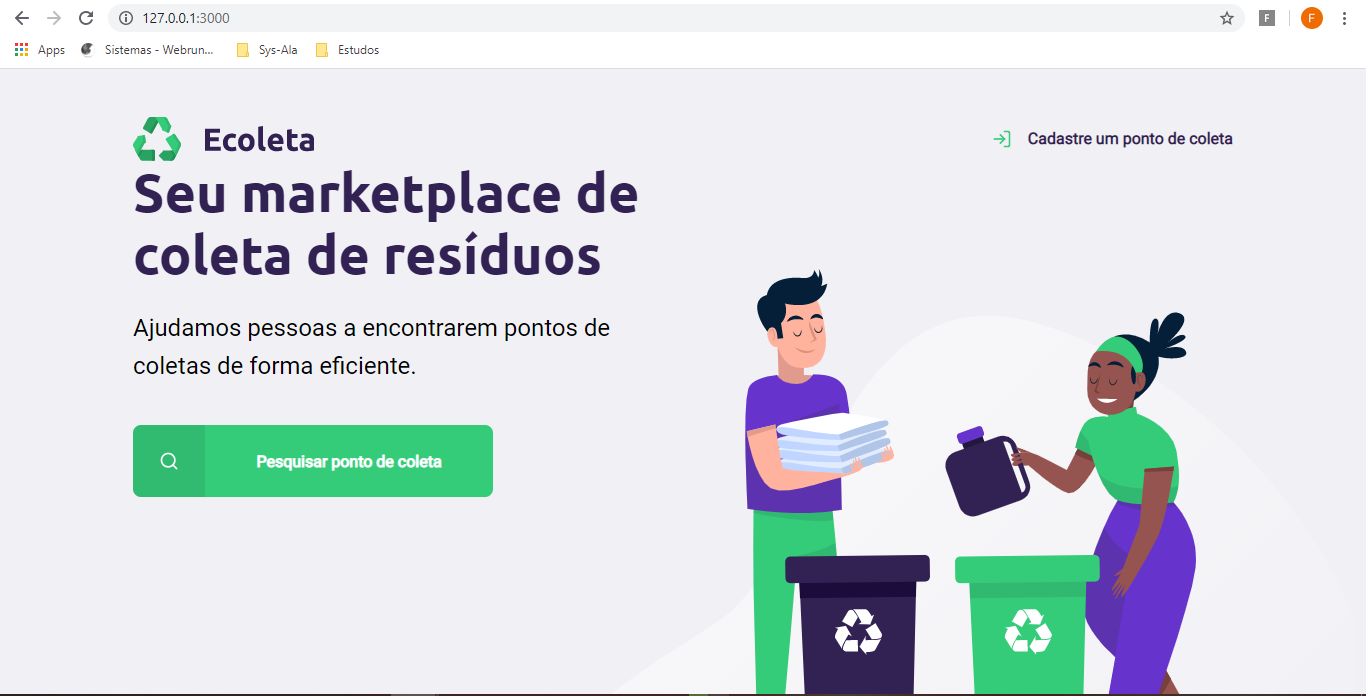 127.0.0.1:3000
F
F
Apps
Sistemas - Webrun...
Sys-Ala
Estudos
Ecoleta
Cadastre um ponto de coleta
Seu marketplace de
coleta de resíduos
Ajudamos pessoas a encontrarem pontos de
coletas de forma eficiente.
Pesquisar ponto de coleta